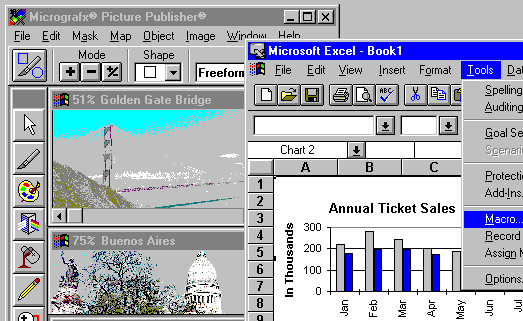 Micrografx® Picture Publisher®
File Edit Mask Map Object Image Window Help
Mode Shape
Freeform
51% Golden Gate Bridge
75% Buenos Aires
Microsoft Excel - Book1
File Edit View Insert Format Tools Da
ABC
Chart 2
A B C
1
2
3
4
5
6
7
8
Annual Ticket Sales
In Thousands
300
200
100
0
Jan Feb Mar Apr May Jun Ju
Spelling
Auditing
Goal Se
Scenario
Protectio
Add-Ins.
Macro...
Record
Assign M
Options.